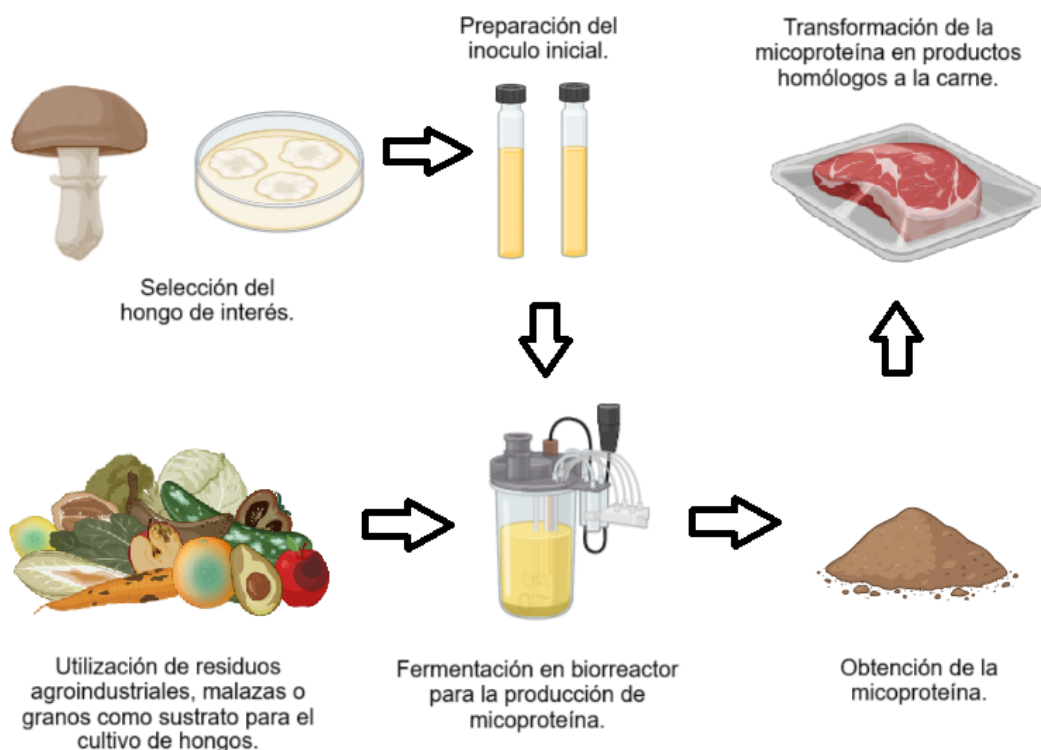 Selección del
hongo de interés.
Preparación del
inoculo inicial.
Transformación de la
micoproteína en productos
homólogos a la carne.
Utilización de residuos
agroindustriales, malazas o
granos como sustrato para el
cultivo de hongos.
Fermentación en biorreactor
para la producción de
micoproteína.
Obtención de la
micoproteína.